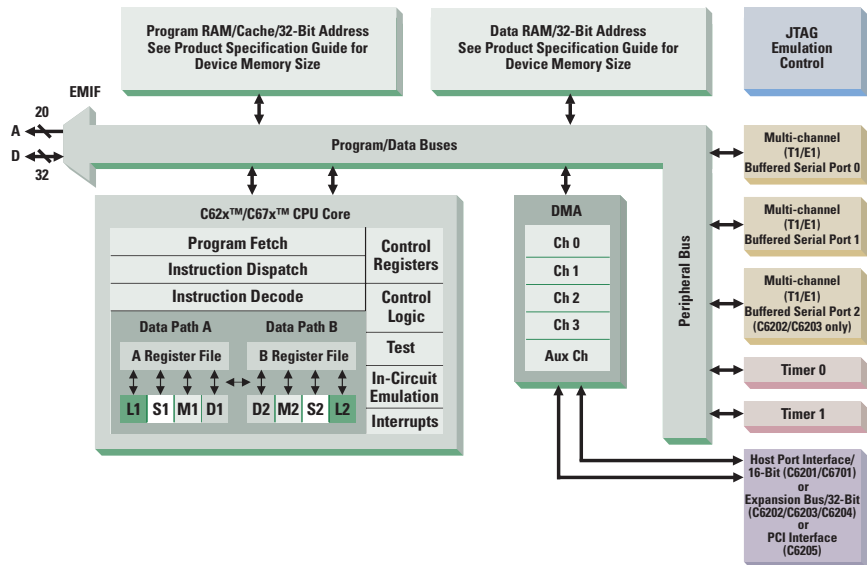 Program RAM/Cache/32-Bit Address
See Product Specification Guide for
Device Memory Size
Data RAM/32-Bit Address
See Product Specification Guide for
Device Memory Size
JTAG
Emulation
Control
EMIF
20
A
D
32
Program/Data Buses
C62x™/C67x™ CPU Core
Program Fetch
Instruction Dispatch
Instruction Decode
Control
Registers
Control
Logic
Test
In-Circuit
Emulation
Interrupts
Data Path A
A Register File
L1 S1 M1 D1
Data Path B
B Register File
D2 M2 S2 L2
DMA
Ch 0
Ch 1
Ch 2
Ch 3
Aux Ch
Peripheral Bus
Multi-channel
(T1/E1)
Buffered Serial Port 0
Multi-channel
(T1/E1)
Buffered Serial Port 1
Multi-channel
(T1/E1)
Buffered Serial Port 2
(C6202/C6203 only)
Timer 0
Timer 1
Host Port Interface/
16-Bit (C6201/C6701)
or
Expansion Bus/32-Bit
(C6202/C6203/C6204)
or
PCI Interface
(C6205)